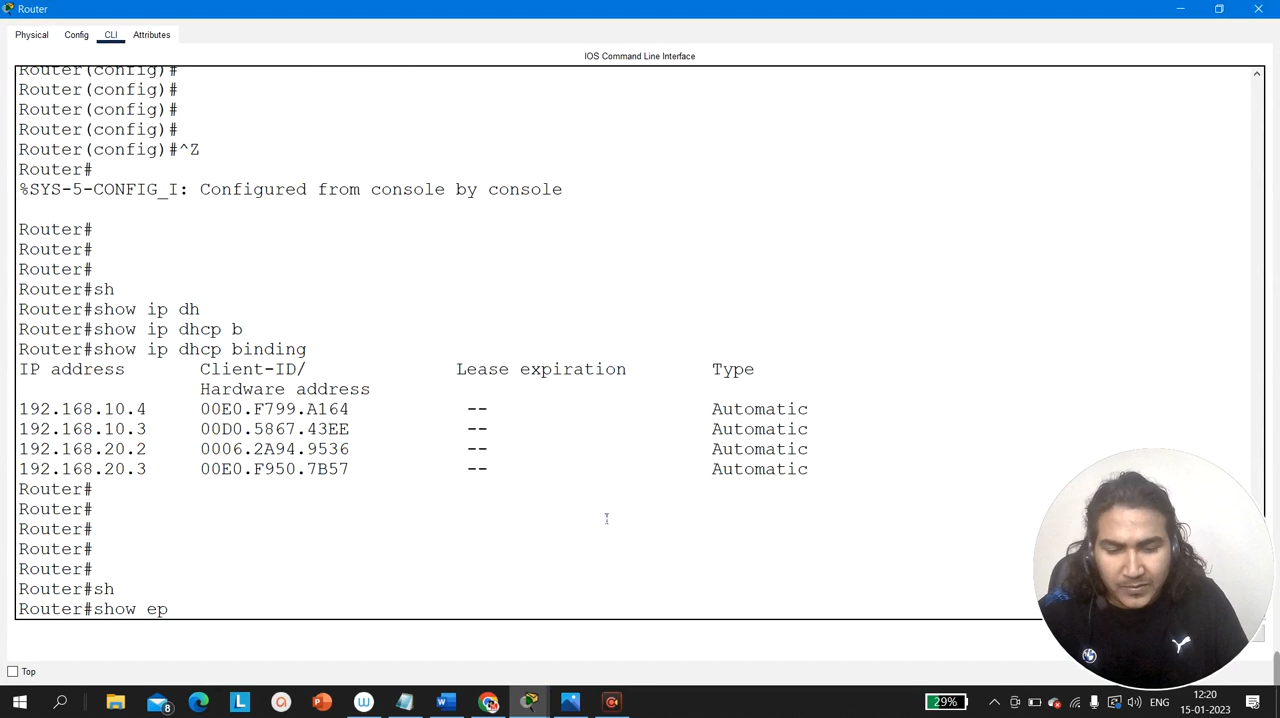 Router
Physical Config CLI Attributes
IOS Command Line Interface
Router(config)#
Router(config)#
Router(config)#
Router(config)#
Router(config)#^Z
Router#
%SYS-5-CONFIG_I: Configured from console by console
Router#
Router#
Router#
Router#sh
Router#show ip dh
Router#show ip dhcp b
Router#show ip dhcp binding
IP address Client-ID/ Lease expiration Type
Hardware address
192.168.10.4 00E0.F799.A164 -- Automatic
192.168.10.3 00D0.5867.43EE -- Automatic
192.168.20.2 0006.2A94.9536 -- Automatic
192.168.20.3 00E0.F950.7B57 -- Automatic
Router#
Router#
Router#
Router#
Router#
Router#sh
Router#show ep
Top
8
29%
ENG
12:20
15-01-2023